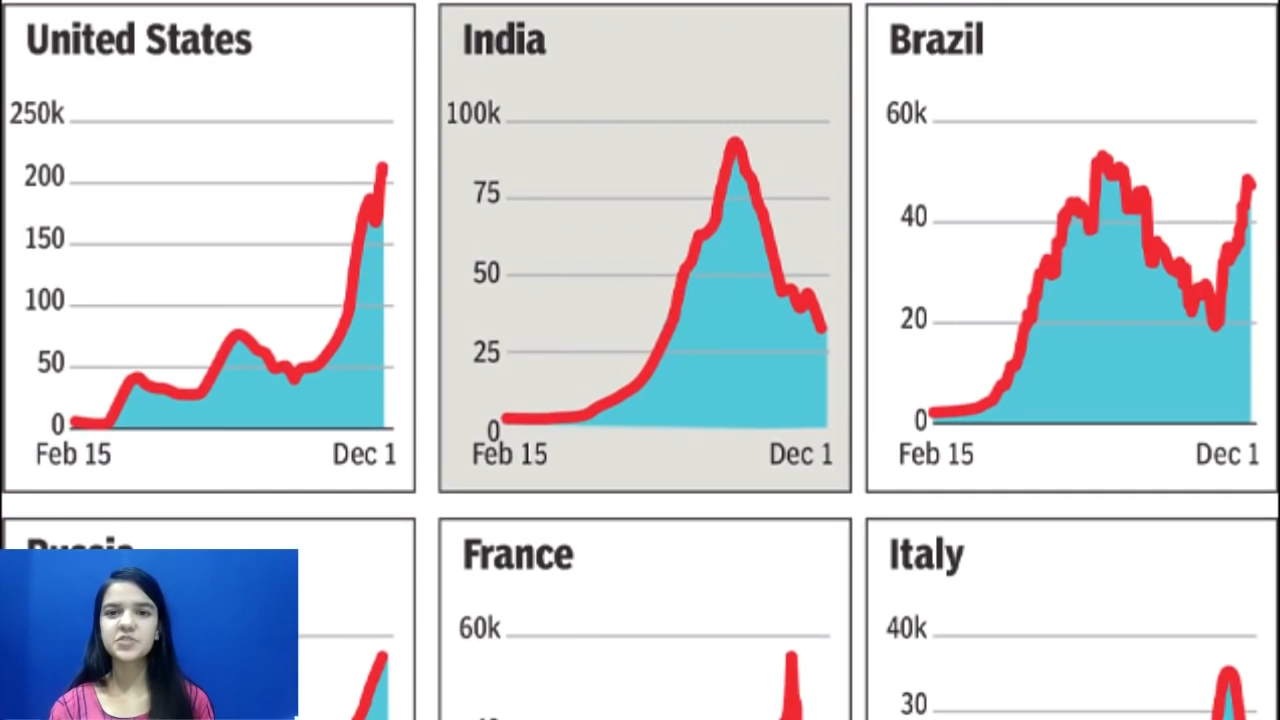 United States
250k
200
150
100
50
0
Feb 15 Dec 1
India
100k
75
50
25
0
Feb 15 Dec 1
Brazil
60k
40
20
0
Feb 15 Dec 1
Russia
France
60k
Italy
40k
30